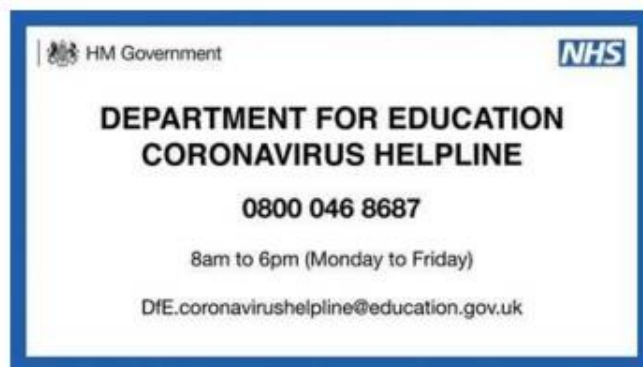 HM Government
NHS
DEPARTMENT FOR EDUCATION
CORONAVIRUS HELPLINE
0800 046 8687
8am to 6pm (Monday to Friday)
DfE.coronavirushelpline@education.gov.uk